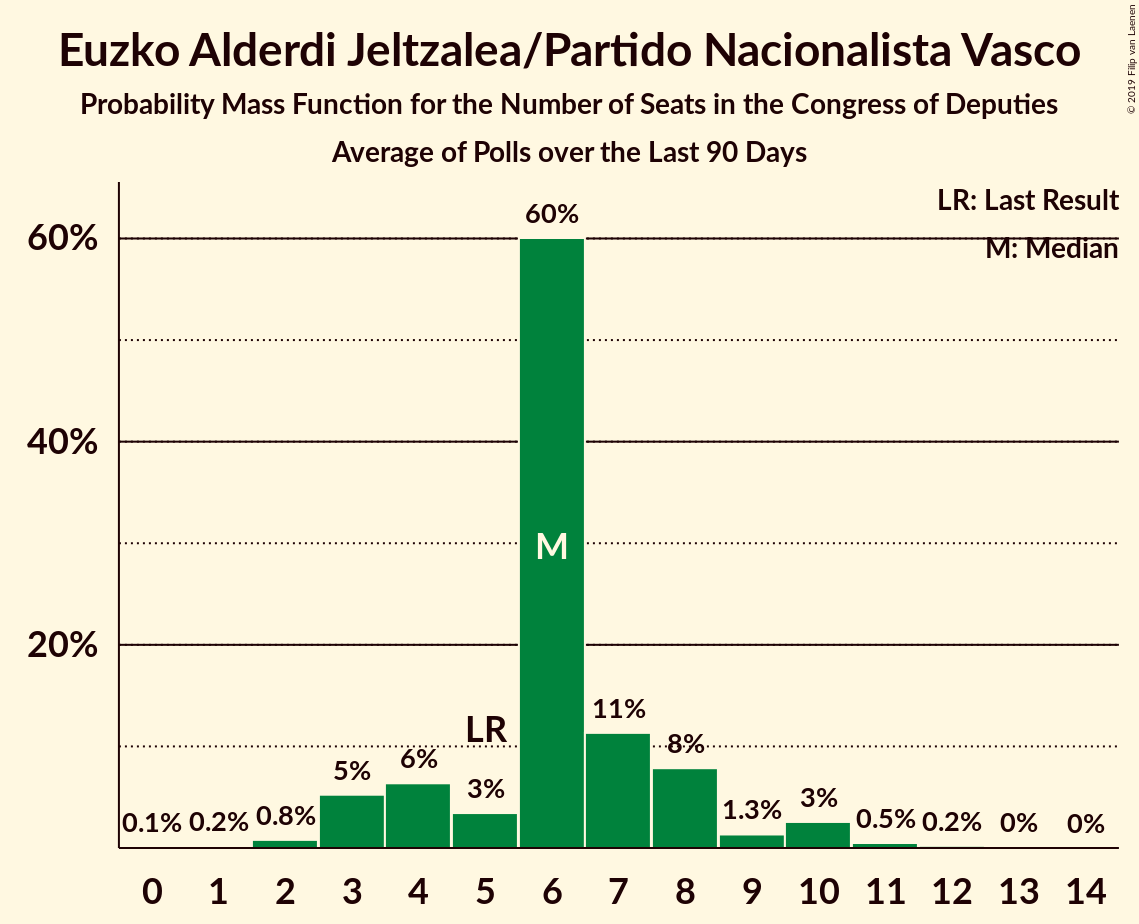 Euzko Alderdi Jeltzalea/Partido Nacionalista Vasco
Probability Mass Function for the Number of Seats in the Congress of Deputies
Average of Polls over the Last 90 Days
© 2019 Filip van Laenen
LR: Last Result
M: Median
60%
40%
20%
0.1%
0.2%
0.8%
5%
6%
LR
3%
60%
M
11%
8%
1.3%
3%
0.5%
0.2%
0%
0%
0 1 2 3 4 5 6 7 8 9 10 11 12 13 14